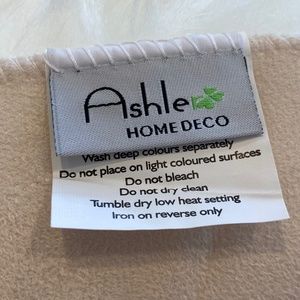 Ashle
HOME DECO
Wash deep colours separately
Do not place on light coloured surfaces
Do not bleach
Do not dry clean
Tumble dry low heat setting
Iron on reverse only